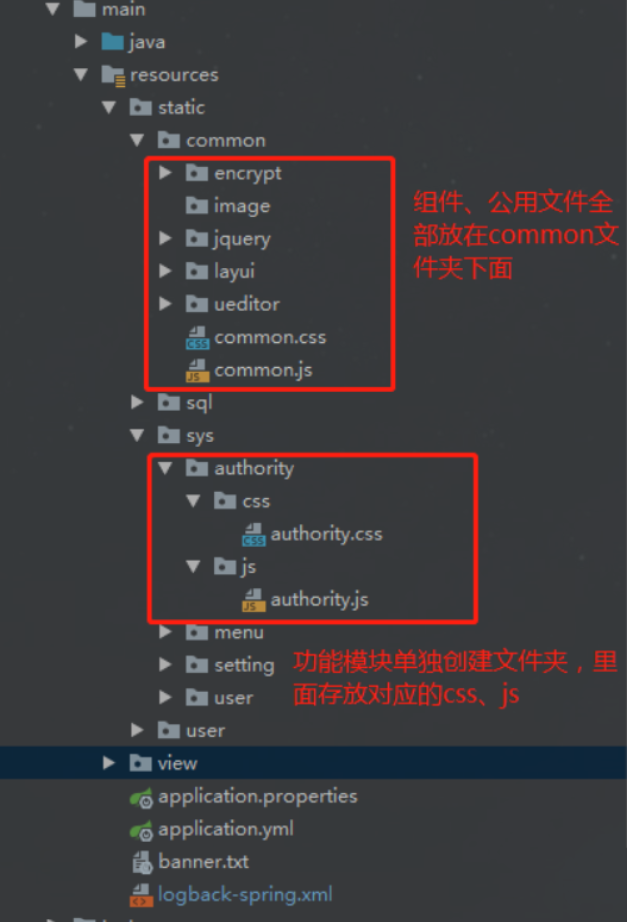 main
java
resources
static
common
encrypt
image
jquery
layui
ueditor
common.css
common.js
组件、公用文件全
部放在common文
件夹下面
sql
sys
authority
css
authority.css
js
authority.js
menu
setting
user
功能模块单独创建文件夹，里
面存放对应的css、js
user
view
application.properties
application.yml
banner.txt
logback-spring.xml